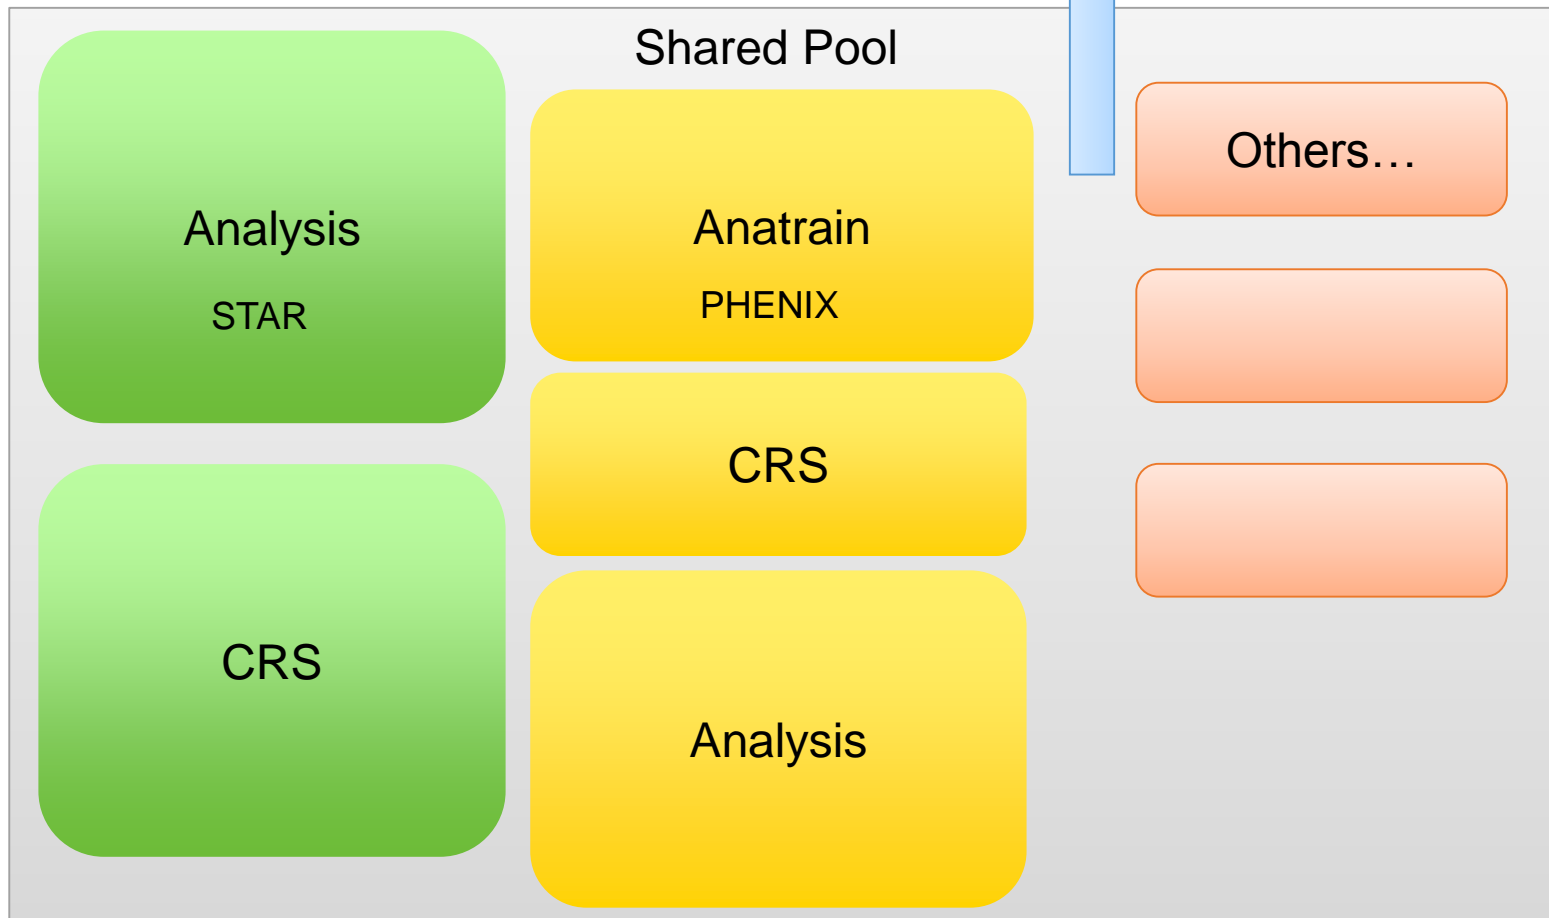 Shared Pool
Analysis
STAR
CRS
Anatrain
PHENIX
CRS
Analysis
Others…